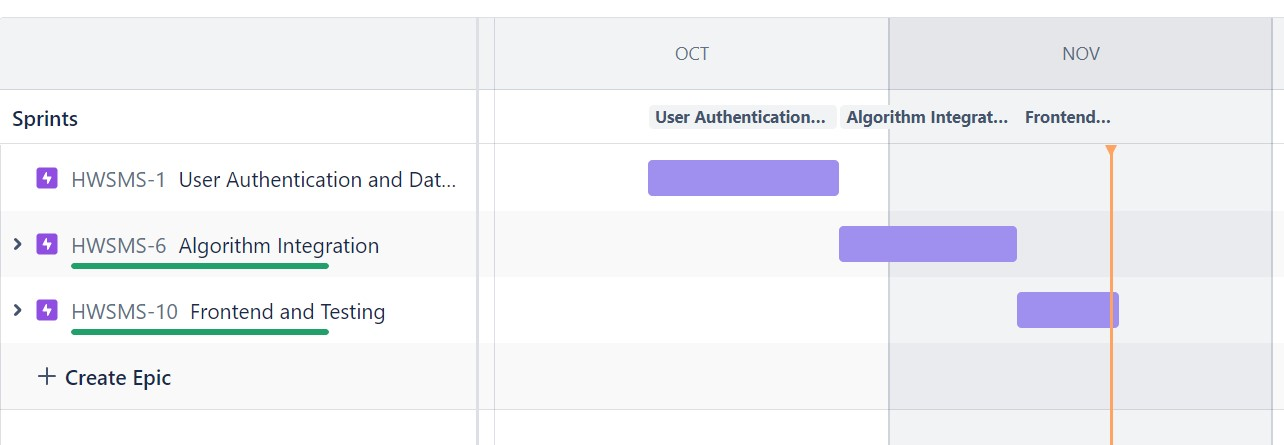 OCT NOV
Sprints User Authentication... Algorithm Integrat... Frontend...
HWSMS-1 User Authentication and Dat...
HWSMS-6 Algorithm Integration
HWSMS-10 Frontend and Testing
+ Create Epic